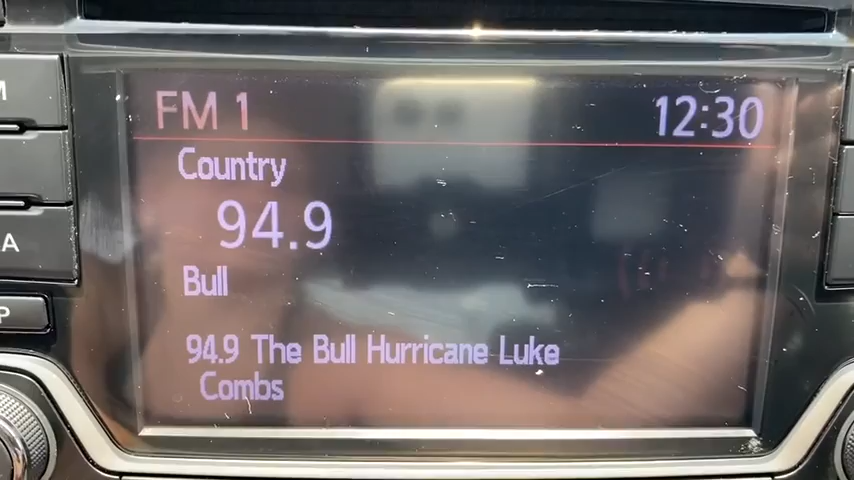 FM 1 12:30
Country
94.9
Bull
94.9 The Bull Hurricane Luke
Combs
M
A
P